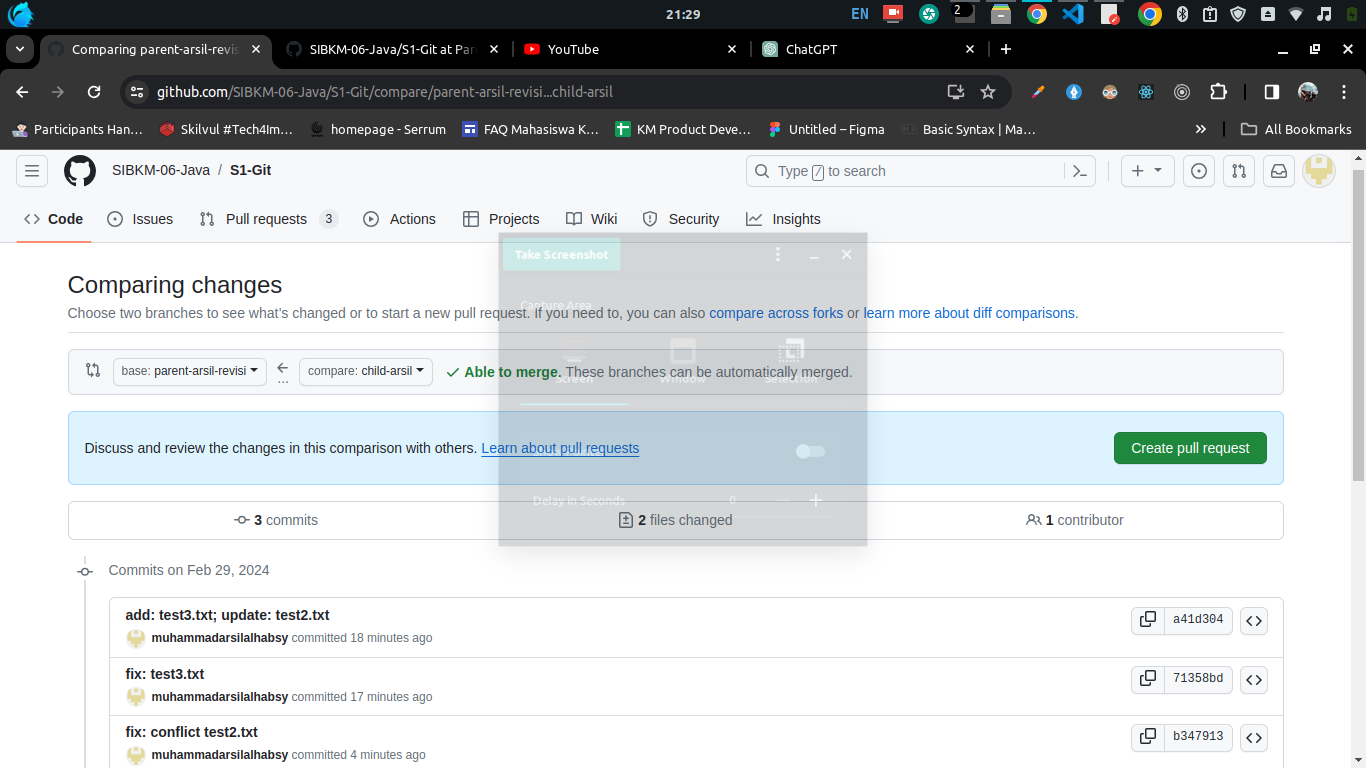 21:29
EN
2
Comparing parent-arsil-revis
SIBKM-06-Java/S1-Git at Par
YouTube
ChatGPT
github.com/SIBKM-06-Java/S1-Git/compare/parent-arsil-revisi...child-arsil
Participants Han...
Skilvul #Tech4Im...
homepage - Serrum
FAQ Mahasiswa K...
KM Product Deve...
Untitled – Figma
Basic Syntax | Ma...
All Bookmarks
SIBKM-06-Java / S1-Git
Type / to search
Code
Issues
Pull requests 3
Actions
Projects
Wiki
Security
Insights
Take Screenshot
Comparing changes
Capture Area
Choose two branches to see what's changed or to start a new pull request. If you need to, you can also compare across forks or learn more about diff comparisons.
base: parent-arsil-revisi
...
compare: child-arsil
Able to merge. These branches can be automatically merged.
Screen
Window
Selection
Discuss and review the changes in this comparison with others. Learn about pull requests
Create pull request
Delay in Seconds
0
3 commits
2 files changed
1 contributor
Commits on Feb 29, 2024
add: test3.txt; update: test2.txt
muhammadarsilalhabsy committed 18 minutes ago
a41d304
fix: test3.txt
muhammadarsilalhabsy committed 17 minutes ago
71358bd
fix: conflict test2.txt
muhammadarsilalhabsy committed 4 minutes ago
b347913